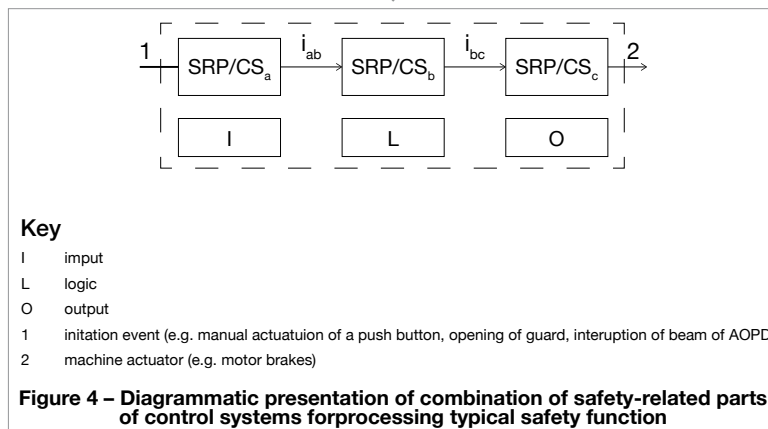 1 SRP/CSa iab SRP/CSb ibc SRP/CSc 2
I L O
Key
I imput
L logic
O output
1 initation event (e.g. manual actuatuion of a push button, opening of guard, interuption of beam of AOPD
2 machine actuator (e.g. motor brakes)
Figure 4 – Diagrammatic presentation of combination of safety-related parts
of control systems forprocessing typical safety function